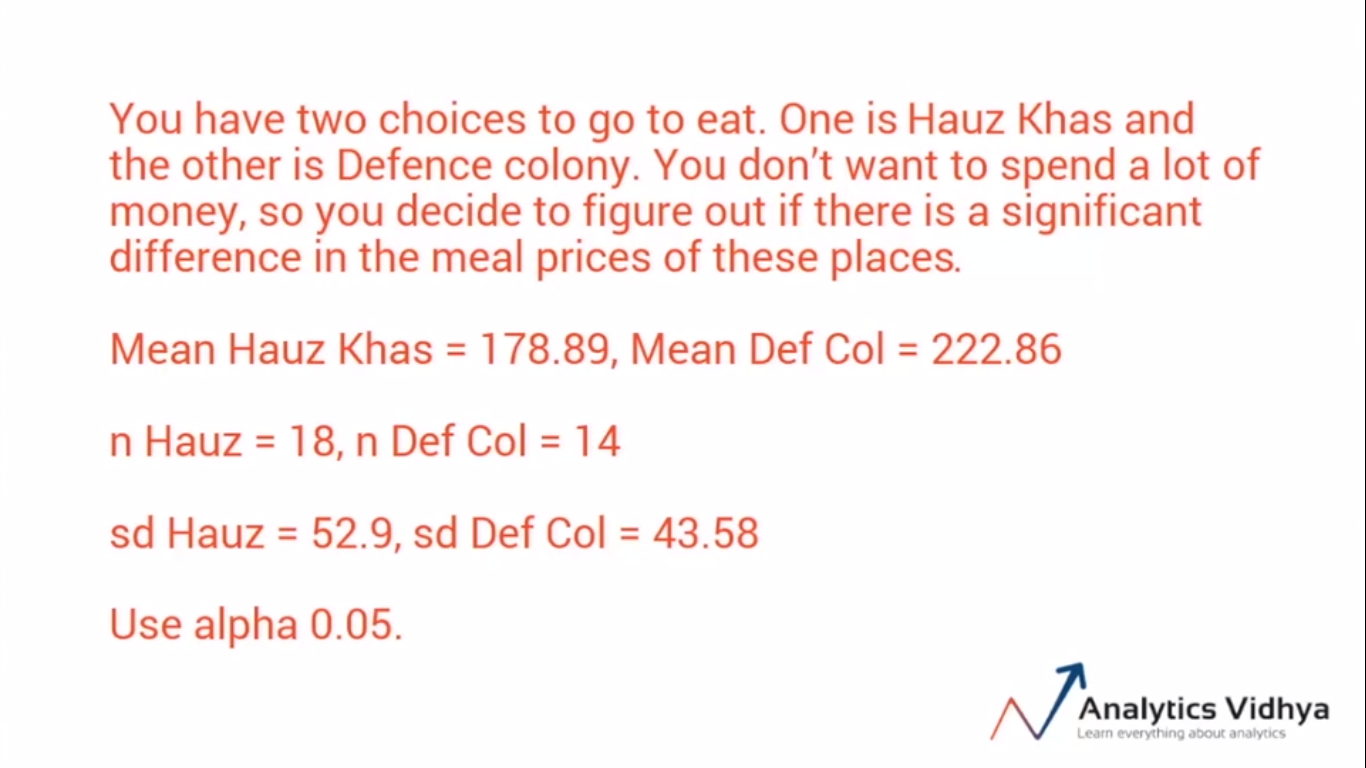 You have two choices to go to eat. One is Hauz Khas and
the other is Defence colony. You don’t want to spend a lot of
money, so you decide to figure out if there is a significant
difference in the meal prices of these places.
Mean Hauz Khas = 178.89, Mean Def Col = 222.86
n Hauz = 18, n Def Col = 14
sd Hauz = 52.9, sd Def Col = 43.58
Use alpha 0.05.
Analytics Vidhya
Learn everything about analytics